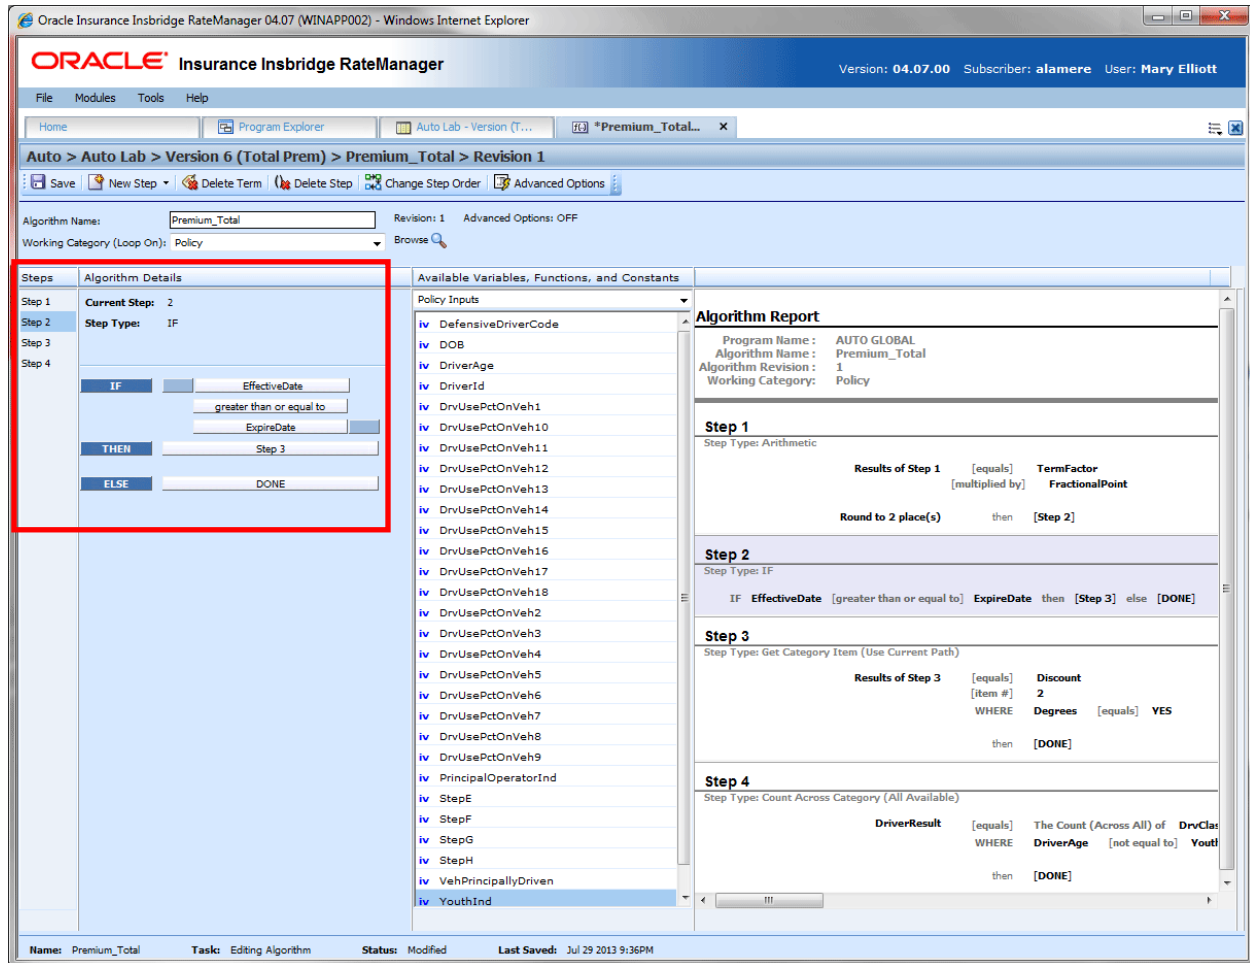 Oracle Insurance Insbridge RateManager 04.07 (WINAPP002) - Windows Internet Explorer
ORACLE Insurance Insbridge RateManager
Version: 04.07.00 Subscriber: alamere User: Mary Elliott
File Modules Tools Help
Home Program Explorer Auto Lab - Version (T... *Premium_Total... x
Auto > Auto Lab > Version 6 (Total Prem) > Premium_Total > Revision 1
Save New Step Delete Term Delete Step Change Step Order Advanced Options
Algorithm Name: Premium_Total Revision: 1 Advanced Options: OFF
Working Category (Loop On): Policy Browse
Steps Algorithm Details
Step 1
Step 2
Step 3
Step 4
Current Step: 2
Step Type: IF
IF EffectiveDate
greater than or equal to
ExpireDate
THEN Step 3
ELSE DONE
Available Variables, Functions, and Constants
Policy Inputs
iv DefensiveDriverCode
iv DOB
iv DriverAge
iv DriverId
iv DrvUsePctOnVeh1
iv DrvUsePctOnVeh10
iv DrvUsePctOnVeh11
iv DrvUsePctOnVeh12
iv DrvUsePctOnVeh13
iv DrvUsePctOnVeh14
iv DrvUsePctOnVeh15
iv DrvUsePctOnVeh16
iv DrvUsePctOnVeh17
iv DrvUsePctOnVeh18
iv DrvUsePctOnVeh2
iv DrvUsePctOnVeh3
iv DrvUsePctOnVeh4
iv DrvUsePctOnVeh5
iv DrvUsePctOnVeh6
iv DrvUsePctOnVeh7
iv DrvUsePctOnVeh8
iv DrvUsePctOnVeh9
iv PrincipalOperatorInd
iv StepE
iv StepF
iv StepG
iv StepH
iv VehPrincipallyDriven
iv YouthInd
Algorithm Report
Program Name : AUTO GLOBAL
Algorithm Name : Premium_Total
Algorithm Revision : 1
Working Category: Policy
Step 1
Step Type: Arithmetic
Results of Step 1 [equals] TermFactor
[multiplied by] FractionalPoint
Round to 2 place(s) then [Step 2]
Step 2
Step Type: IF
IF EffectiveDate [greater than or equal to] ExpireDate then [Step 3] else [DONE]
Step 3
Step Type: Get Category Item (Use Current Path)
Results of Step 3 [equals] Discount
[item #] 2
WHERE Degrees [equals] YES
then [DONE]
Step 4
Step Type: Count Across Category (All Available)
DriverResult [equals] The Count (Across All) of DrvClas
WHERE DriverAge [not equal to] Youth
then [DONE]
Name: Premium_Total Task: Editing Algorithm Status: Modified Last Saved: Jul 29 2013 9:36PM